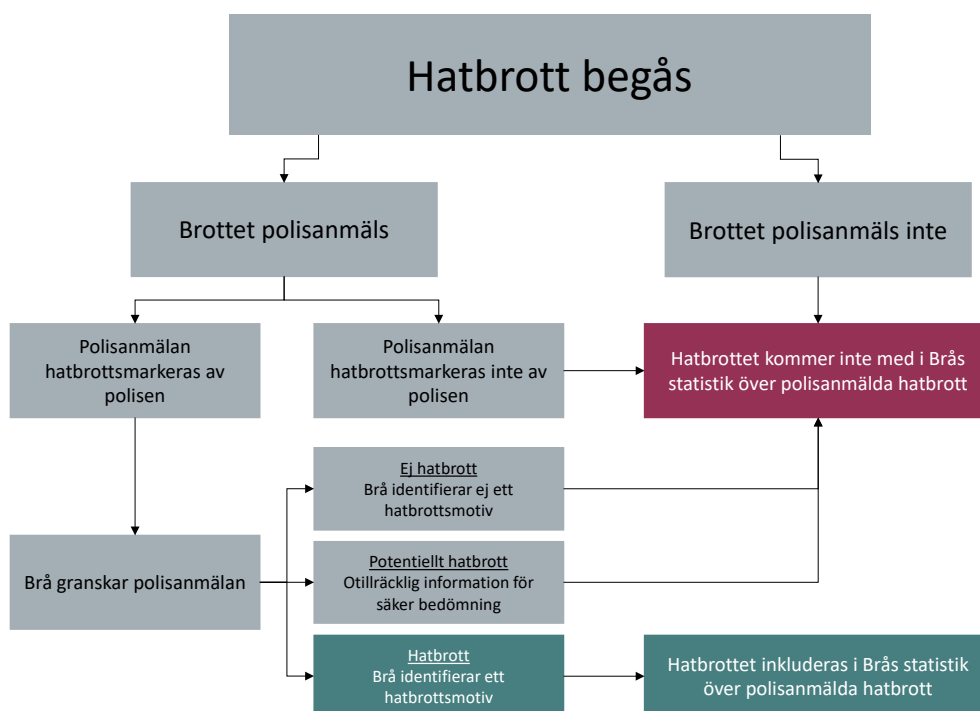 Hatbrott begås
Brottet polisanmäls
Brottet polisanmäls inte
Polisanmälan
hatbrottsmarkeras av
polisen
Polisanmälan
hatbrottsmarkeras inte av
polisen
Hatbrottet kommer inte med i Brås
statistik över polisanmälda hatbrott
Ej hatbrott
Brå identifierar ej ett
hatbrottsmotiv
Brå granskar polisanmälan
Potentiellt hatbrott
Otillräcklig information för
säker bedömning
Hatbrott
Brå identifierar ett
hatbrottsmotiv
Hatbrottet inkluderas i Brås statistik
över polisanmälda hatbrott